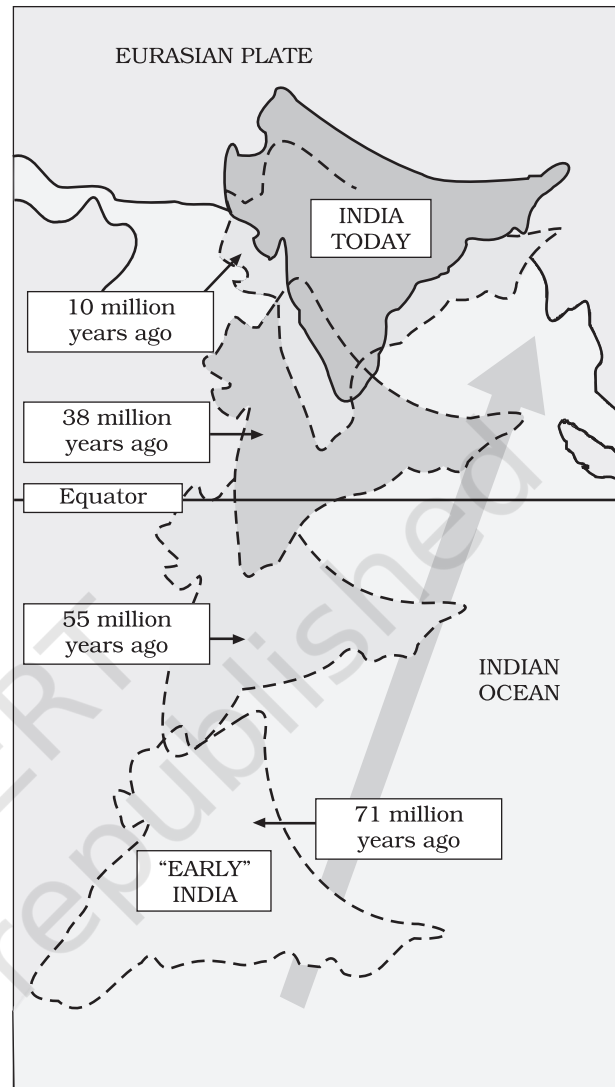 EURASIAN PLATE
INDIA
TODAY
10 million
years ago
38 million
years ago
Equator
55 million
years ago
INDIAN
OCEAN
71 million
years ago
“EARLY”
INDIA
republished